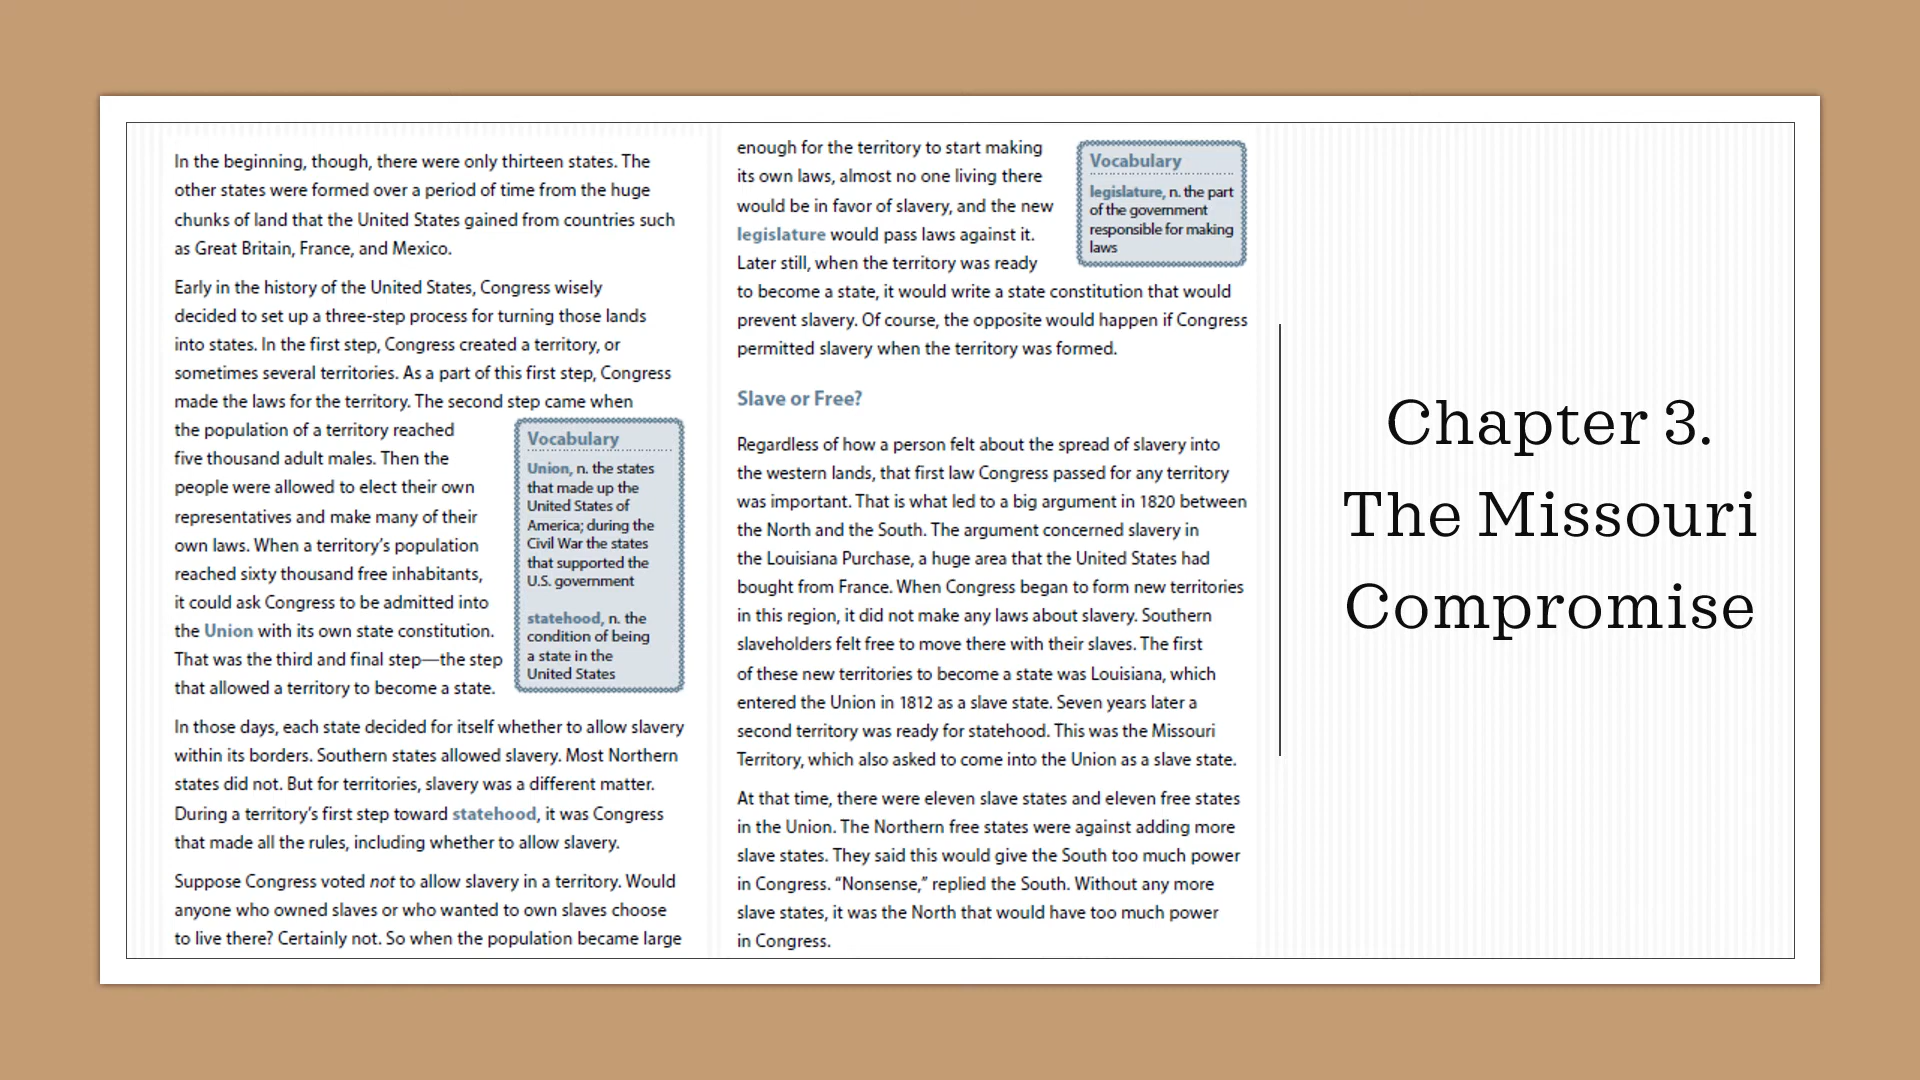 In the beginning, though, there were only thirteen states. The
other states were formed over a period of time from the huge
chunks of land that the United States gained from countries such
as Great Britain, France, and Mexico.
Early in the history of the United States, Congress wisely
decided to set up a three-step process for turning those lands
into states. In the first step, Congress created a territory, or
sometimes several territories. As a part of this first step, Congress
made the laws for the territory. The second step came when
the population of a territory reached
five thousand adult males. Then the
people were allowed to elect their own
representatives and make many of their
own laws. When a territory's population
reached sixty thousand free inhabitants,
it could ask Congress to be admitted into
the Union with its own state constitution.
That was the third and final step—the step
that allowed a territory to become a state.
Vocabulary
Union, n. the states
that made up the
United States of
America; during the
Civil War the states
that supported the
U.S. government
statehood, n. the
condition of being
a state in the
United States
In those days, each state decided for itself whether to allow slavery
within its borders. Southern states allowed slavery. Most Northern
states did not. But for territories, slavery was a different matter.
During a territory's first step toward statehood, it was Congress
that made all the rules, including whether to allow slavery.
Suppose Congress voted not to allow slavery in a territory. Would
anyone who owned slaves or who wanted to own slaves choose
to live there? Certainly not. So when the population became large
enough for the territory to start making
its own laws, almost no one living there
would be in favor of slavery, and the new
legislature would pass laws against it.
Later still, when the territory was ready
to become a state, it would write a state constitution that would
prevent slavery. Of course, the opposite would happen if Congress
permitted slavery when the territory was formed.
Vocabulary
legislature, n. the part
of the government
responsible for making
laws
Slave or Free?
Regardless of how a person felt about the spread of slavery into
the western lands, that first law Congress passed for any territory
was important. That is what led to a big argument in 1820 between
the North and the South. The argument concerned slavery in
the Louisiana Purchase, a huge area that the United States had
bought from France. When Congress began to form new territories
in this region, it did not make any laws about slavery. Southern
slaveholders felt free to move there with their slaves. The first
of these new territories to become a state was Louisiana, which
entered the Union in 1812 as a slave state. Seven years later a
second territory was ready for statehood. This was the Missouri
Territory, which also asked to come into the Union as a slave state.
At that time, there were eleven slave states and eleven free states
in the Union. The Northern free states were against adding more
slave states. They said this would give the South too much power
in Congress. “Nonsense,” replied the South. Without any more
slave states, it was the North that would have too much power
in Congress.
Chapter 3.
The Missouri
Compromise